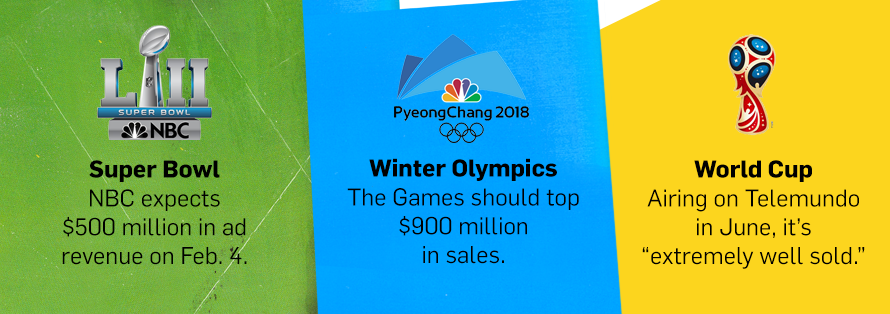 LII
SUPER BOWL
NBC
Super Bowl
NBC expects
$500 million in ad
revenue on Feb. 4.
PyeongChang 2018
Winter Olympics
The Games should top
$900 million
in sales.
World Cup
Airing on Telemundo
in June, it’s
“extremely well sold.”